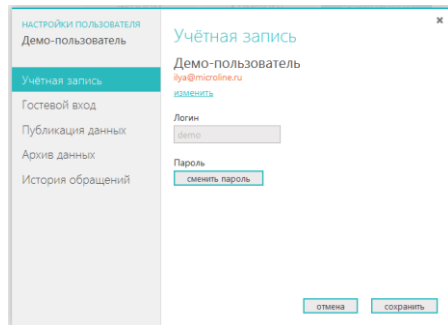 НАСТРОЙКИ ПОЛЬЗОВАТЕЛЯ
Демо-пользователь
Учётная запись
Гостевой вход
Публикация данных
Архив данных
История обращений
Учётная запись
Демо-пользователь
ilya@microline.ru
изменить
Логин
demo
Пароль
сменить пароль
отмена
сохранить